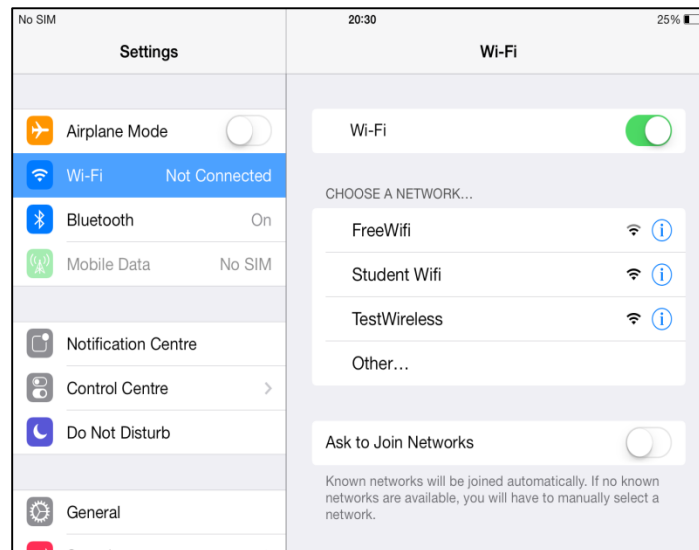 No SIM 20:30 25%
Settings
Wi-Fi
Airplane Mode
Wi-Fi Not Connected
Bluetooth On
Mobile Data No SIM
Notification Centre
Control Centre
Do Not Disturb
General
Wi-Fi
CHOOSE A NETWORK...
FreeWifi
Student Wifi
TestWireless
Other...
Ask to Join Networks
Known networks will be joined automatically. If no known
networks are available, you will have to manually select a
network.